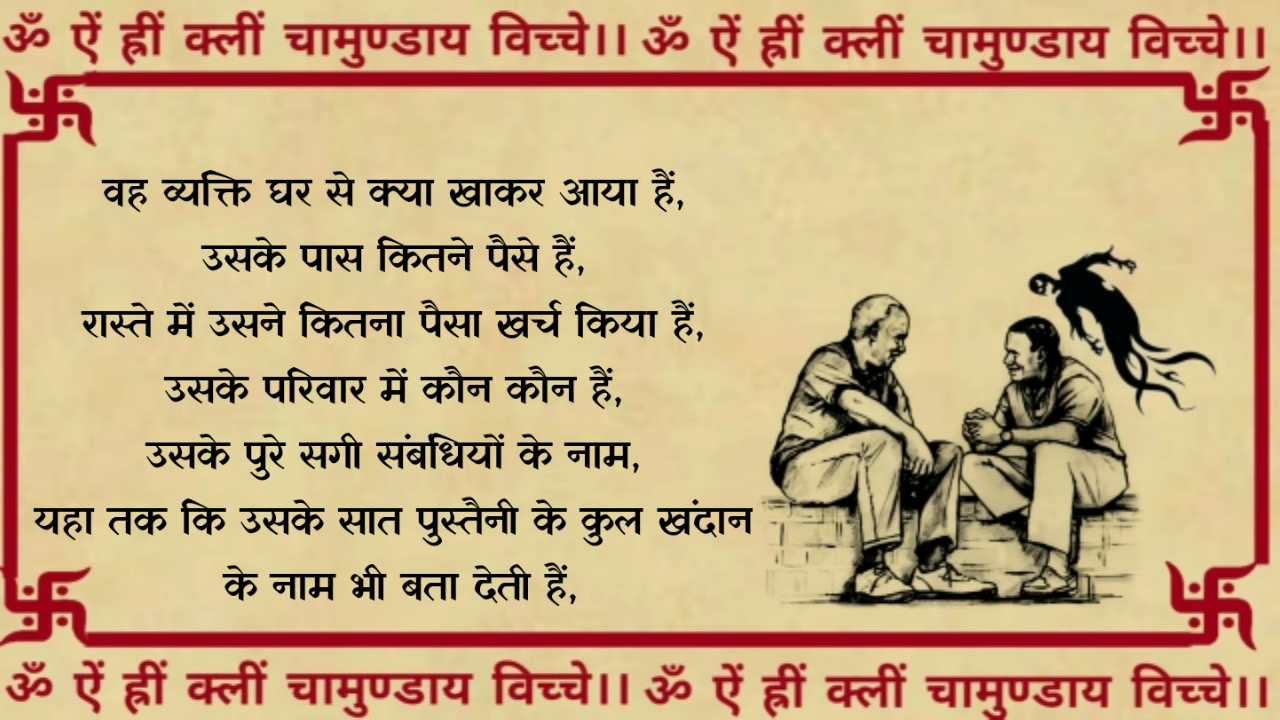 ॐ ऐं ह्रीं क्लीं चामुण्डाय विच्चे।। ॐ ऐं ह्रीं क्लीं चामुण्डाय विच्चे।।
वह व्यक्ति घर से क्या खाकर आया हैं,
उसके पास कितने पैसे हैं,
रास्ते में उसने कितना पैसा खर्च किया हैं,
उसके परिवार में कौन कौन हैं,
उसके पुरे सगी संबंधियों के नाम,
यहा तक कि उसके सात पुस्तैनी के कुल खंदान
के नाम भी बता देती हैं,
ॐ ऐं ह्रीं क्लीं चामुण्डाय विच्चे।। ॐ ऐं ह्रीं क्लीं चामुण्डाय विच्चे।।